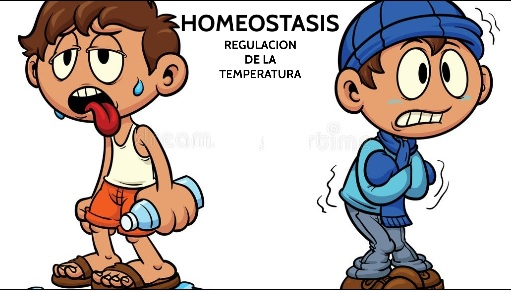 HOMEOSTASIS
REGULACION
DE LA
TEMPERATURA